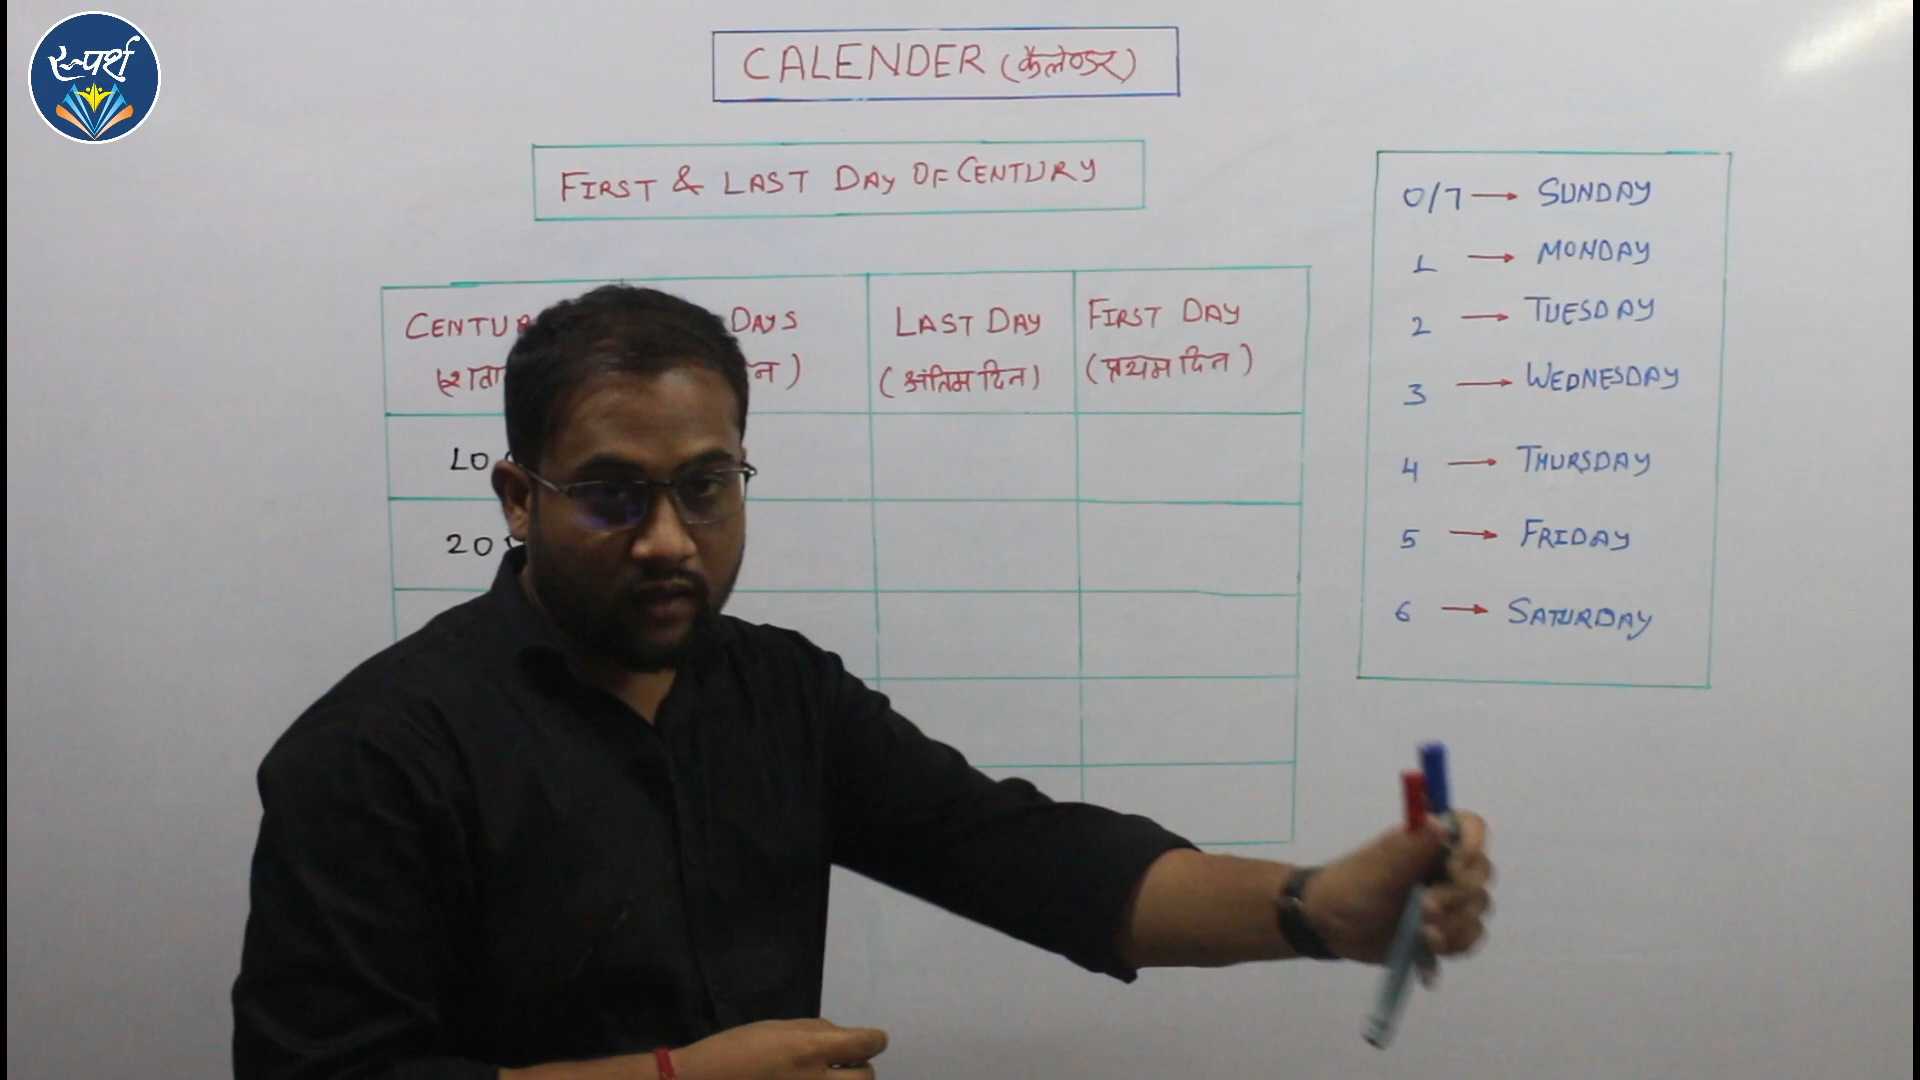 स्पर्श
CALENDER (कैलेण्डर)
FIRST & LAST DAY OF CENTURY
DAYS
LAST DAY
(अंतिम दिन)
FIRST DAY
(प्रथम दिन)
0/7 → SUNDAY
1 → MONDAY
2 → TUESDAY
3 → WEDNESDAY
4 → THURSDAY
5 → FRIDAY
6 → SATURDAY